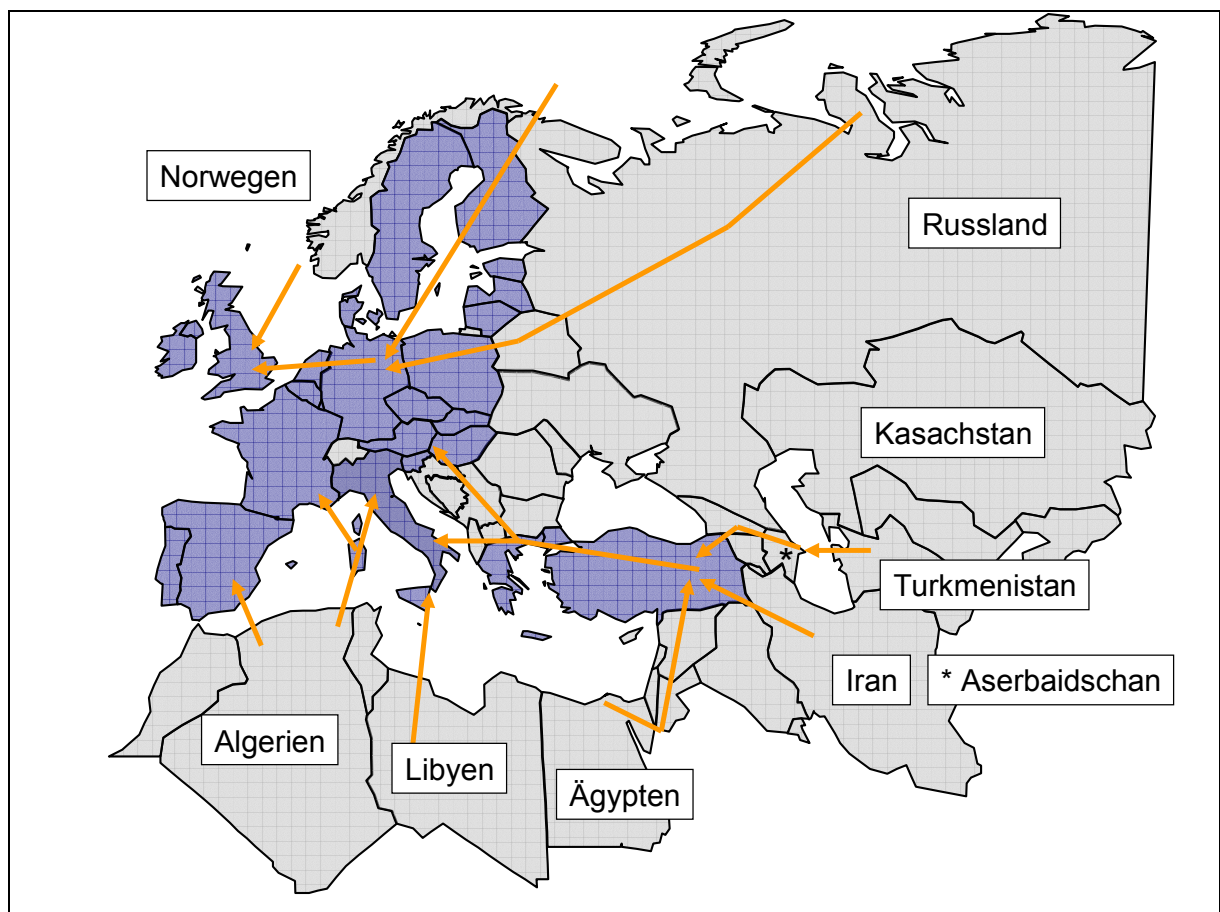 Norwegen
Russland
Kasachstan
*
Turkmenistan
Iran
* Aserbaidschan
Algerien
Libyen
Ägypten